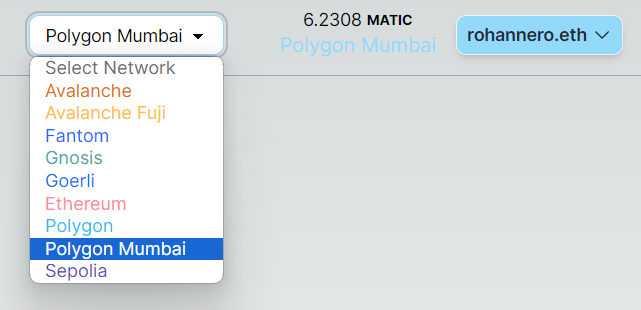 Polygon Mumbai
6.2308 MATIC
Polygon Mumbai
rohannero.eth
Select Network
Avalanche
Avalanche Fuji
Fantom
Gnosis
Goerli
Ethereum
Polygon
Polygon Mumbai
Sepolia